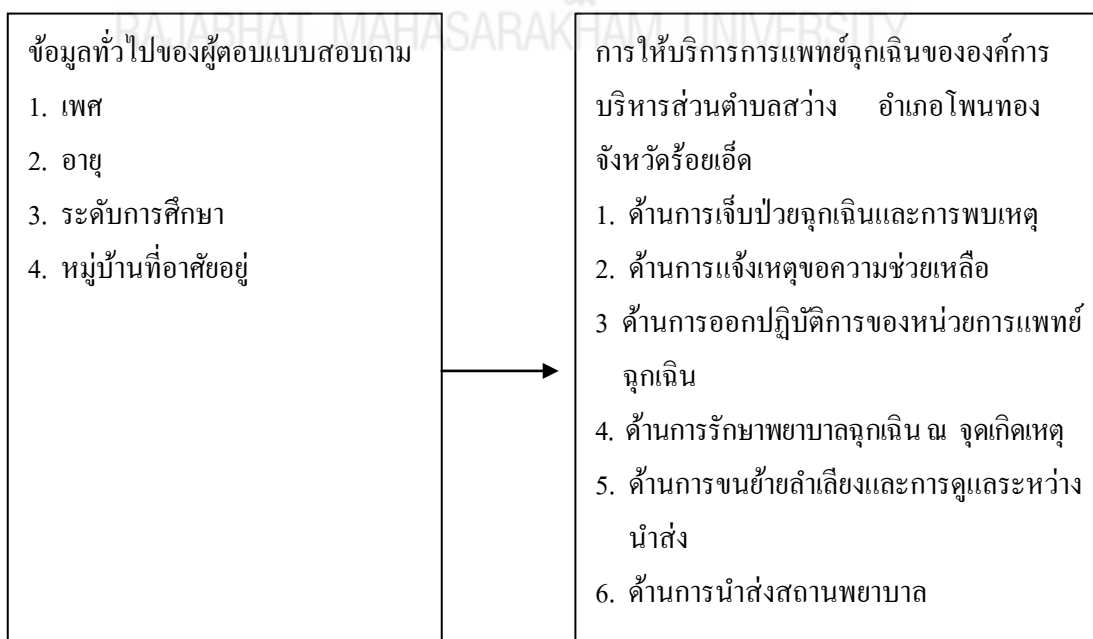 RAJABHAT MAHASARAKHAM UNIVERSITY
ข้อมูลทั่วไปของผู้ตอบแบบสอบถาม
1. เพศ
2. อายุ
3. ระดับการศึกษา
4. หมู่บ้านที่อาศัยอยู่
การให้บริการการแพทย์ฉุกเฉินขององค์การ
บริหารส่วนตำบลสว่าง อำเภอโพนทอง
จังหวัดร้อยเอ็ด
1. ด้านการเจ็บป่วยฉุกเฉินและการพบเหตุ
2. ด้านการแจ้งเหตุขอความช่วยเหลือ
3 ด้านการออกปฏิบัติการของหน่วยการแพทย์
ฉุกเฉิน
4. ด้านการรักษาพยาบาลฉุกเฉิน ณ จุดเกิดเหตุ
5. ด้านการขนย้ายลำเลียงและการดูแลระหว่าง
นำส่ง
6. ด้านการนำส่งสถานพยาบาล